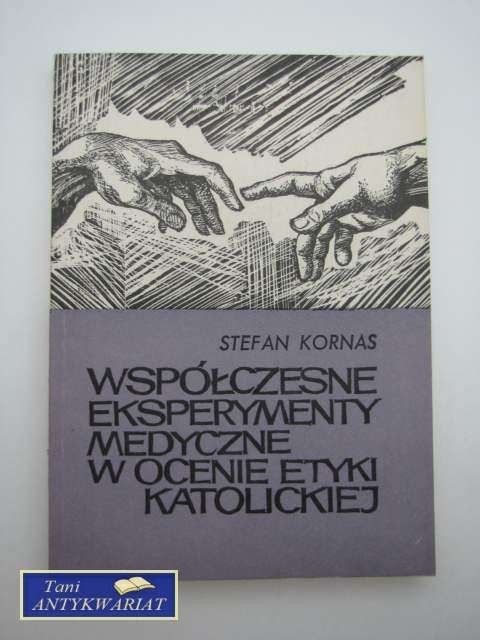 STEFAN KORNAS
WSPÓŁCZESNE
EKSPERYMENTY
MEDYCZNE
W OCENIE ETYKI
KATOLICKIEJ
Tani
ANTYKWARIAT